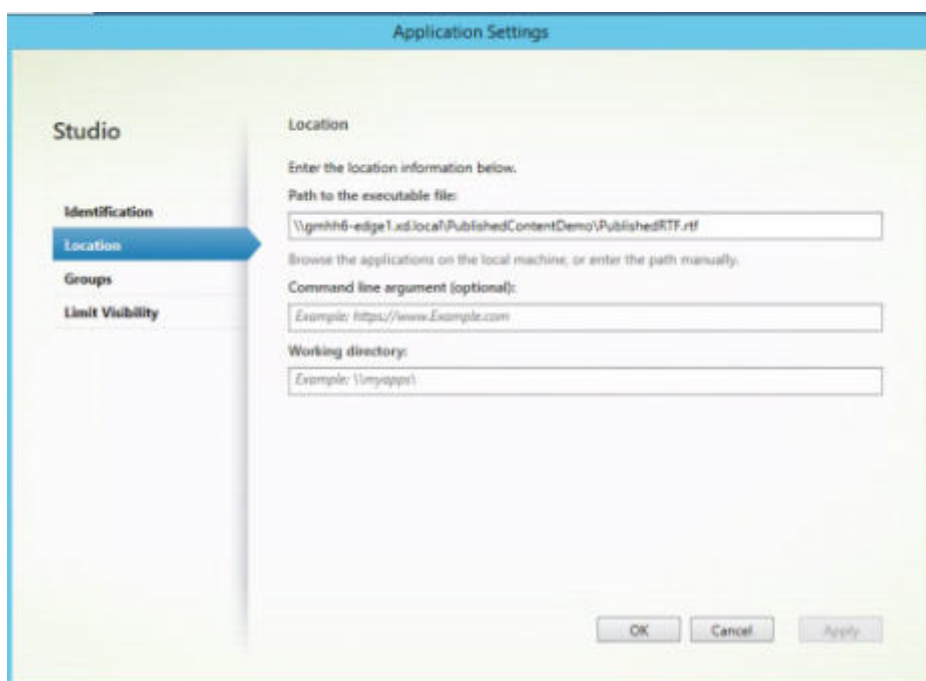 Application Settings
Studio
Identification
Location
Groups
Limit Visibility
Location
Enter the location information below.
Path to the executable file:
\\gmhh6-edge1.xd.local\PublishedContentDemo\PublishedRTF.rtf
Browse the applications on the local machine, or enter the path manually.
Command line argument (optional):
Example: https://www.Example.com
Working directory:
Example: \\myapps\
OK Cancel Apply